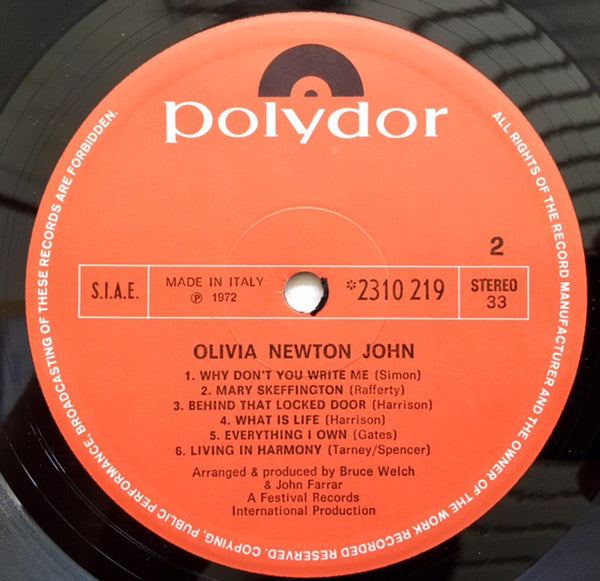 polydor
2
S.I.A.E.
MADE IN ITALY
℗ 1972
*2310 219
STEREO
33
OLIVIA NEWTON JOHN
1. WHY DON'T YOU WRITE ME (Simon)
2. MARY SKEFFINGTON (Rafferty)
3. BEHIND THAT LOCKED DOOR (Harrison)
4. WHAT IS LIFE (Harrison)
5. EVERYTHING I OWN (Gates)
6. LIVING IN HARMONY (Tarney/Spencer)
Arranged & produced by Bruce Welch
& John Farrar
A Festival Records
International Production
ALL RIGHTS OF THE RECORD MANUFACTURER AND THE OWNER OF THE WORK RECORDED RESERVED. COPYING, PUBLIC PERFORMANCE, BROADCASTING OF THESE RECORDS ARE FORBIDDEN.